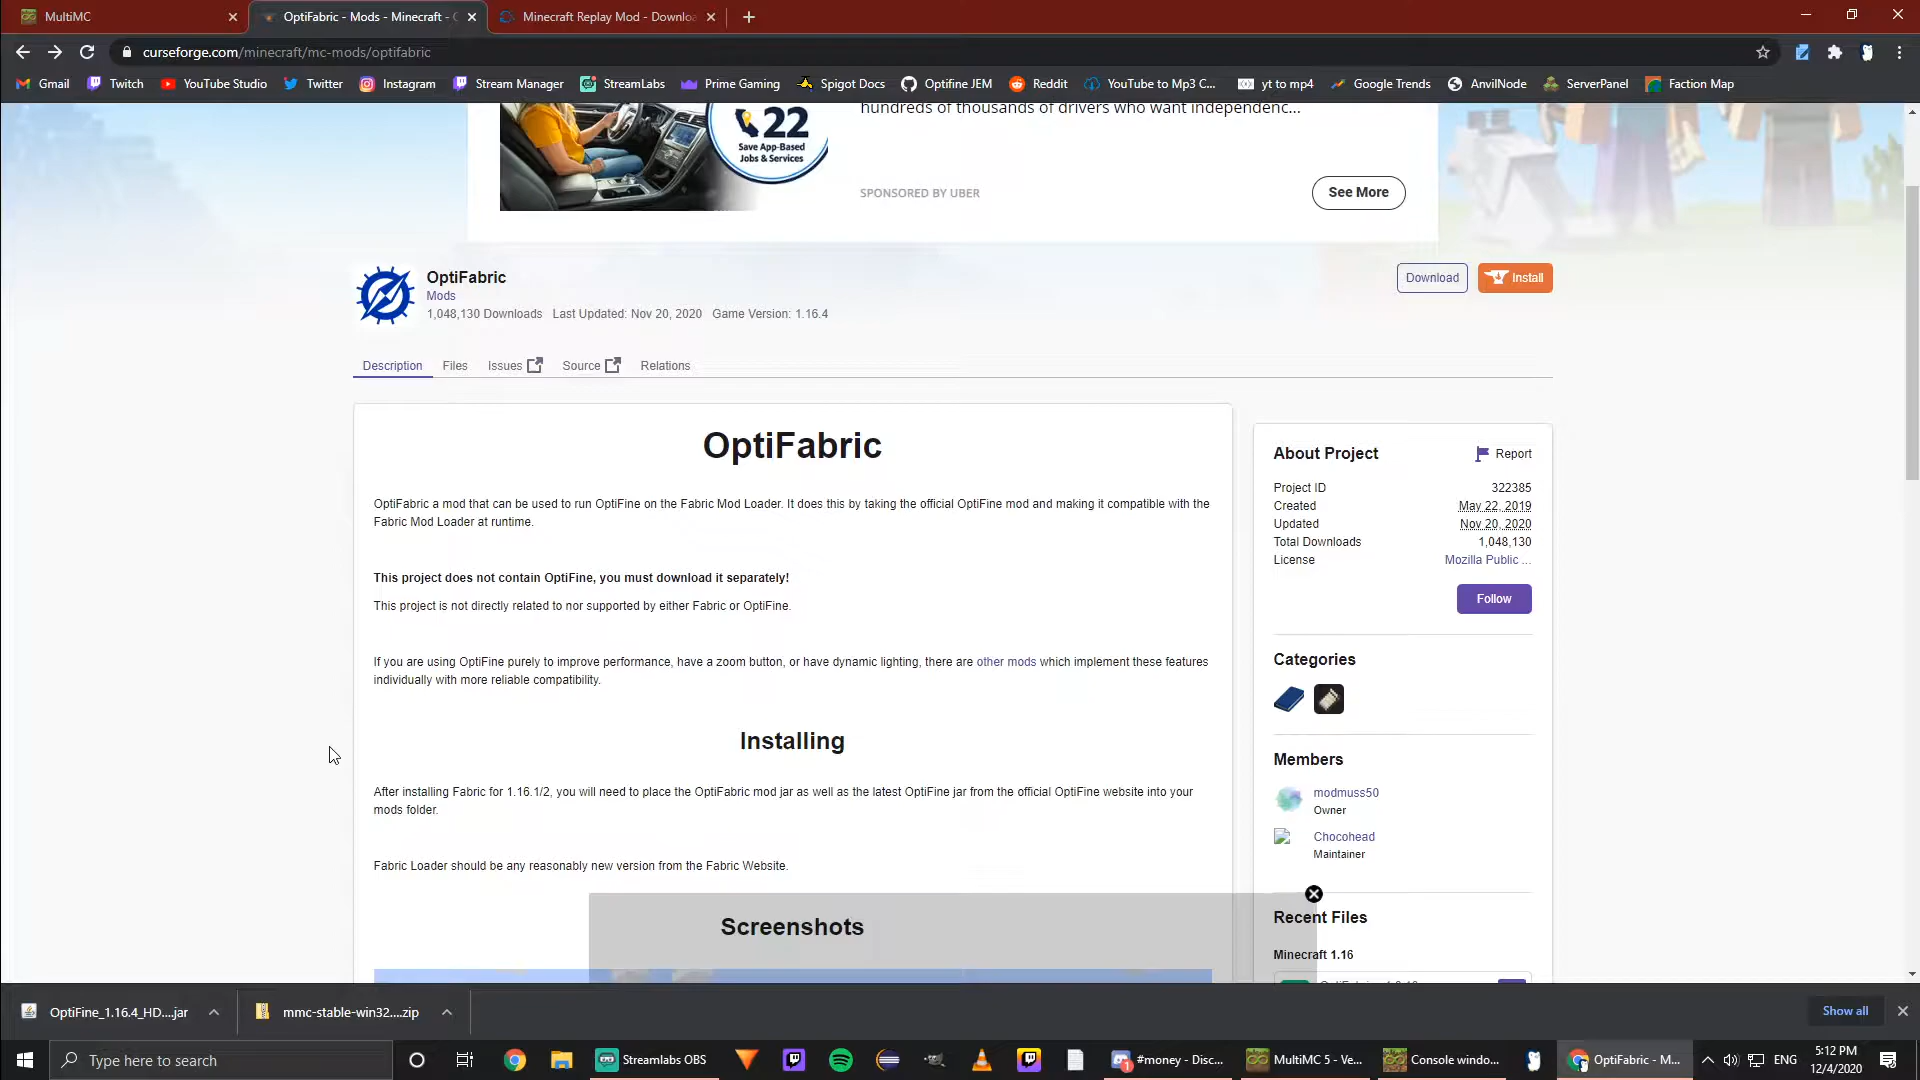 MultiMC
OptiFabric - Mods - Minecraft - C
Minecraft Replay Mod - Downloa
curseforge.com/minecraft/mc-mods/optifabric
Gmail
Twitch
YouTube Studio
Twitter
Instagram
Stream Manager
StreamLabs
Prime Gaming
Spigot Docs
Optifine JEM
Reddit
YouTube to Mp3 C...
yt to mp4
Google Trends
AnvilNode
ServerPanel
Faction Map
22
Save App-Based
Jobs & Services
hundreds of thousands of drivers who want independenc...
SPONSORED BY UBER
See More
OptiFabric
Mods
1,048,130 Downloads Last Updated: Nov 20, 2020 Game Version: 1.16.4
Download
Install
Description
Files
Issues
Source
Relations
OptiFabric
OptiFabric a mod that can be used to run OptiFine on the Fabric Mod Loader. It does this by taking the official OptiFine mod and making it compatible with the
Fabric Mod Loader at runtime.
This project does not contain OptiFine, you must download it separately!
This project is not directly related to nor supported by either Fabric or OptiFine.
If you are using OptiFine purely to improve performance, have a zoom button, or have dynamic lighting, there are other mods which implement these features
individually with more reliable compatibility.
Installing
After installing Fabric for 1.16.1/2, you will need to place the OptiFabric mod jar as well as the latest OptiFine jar from the official OptiFine website into your
mods folder.
Fabric Loader should be any reasonably new version from the Fabric Website.
Screenshots
About Project
Report
Project ID 322385
Created May 22, 2019
Updated Nov 20, 2020
Total Downloads 1,048,130
License Mozilla Public ...
Follow
Categories
Members
modmuss50
Owner
Chocohead
Maintainer
Recent Files
Minecraft 1.16
OptiFine_1.16.4_HD....jar
mmc-stable-win32....zip
Show all
Type here to search
Streamlabs OBS
#money - Disc...
MultiMC 5 - Ve...
Console windo...
OptiFabric - M...
ENG
5:12 PM
12/4/2020